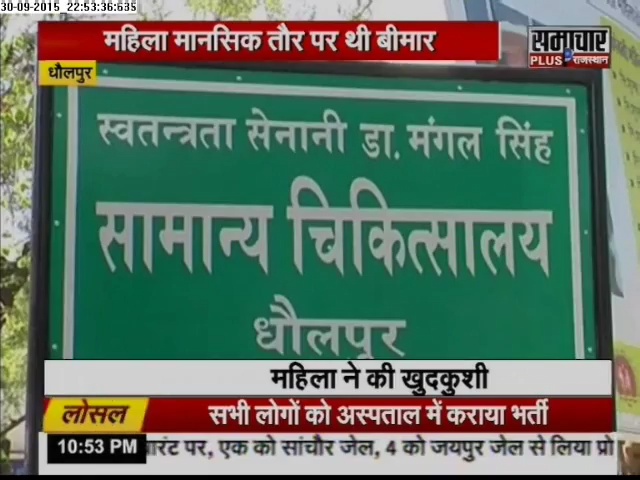 30-09-2015 22:53:36:635
महिला मानसिक तौर पर थी बीमार
समाचार
PLUS राजस्थान
धौलपुर
स्वतन्त्रता सेनानी डा. मंगल सिंह
सामान्य चिकित्सालय
धौलपुर
महिला ने की खुदकुशी
लोसल
सभी लोगों को अस्पताल में कराया भर्ती
10:53 PM
वारंट पर, एक को सांचौर जेल, 4 को जयपुर जेल से लिया प्रो